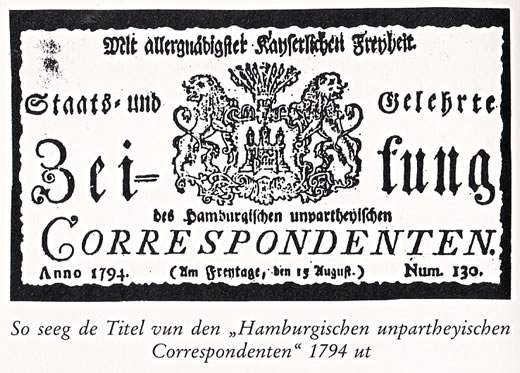 Mit allergnädigster Kayserlichen Freyheit.
Staats- und Gelehrte
Zei= tung
des Hamburgischen unpartheyischen
CORRESPONDENTEN.
Anno 1794. (Am Freytage, den 15 August.) Num. 130.
So seeg de Titel vun den „Hamburgischen unpartheyischen
Correspondenten“ 1794 ut